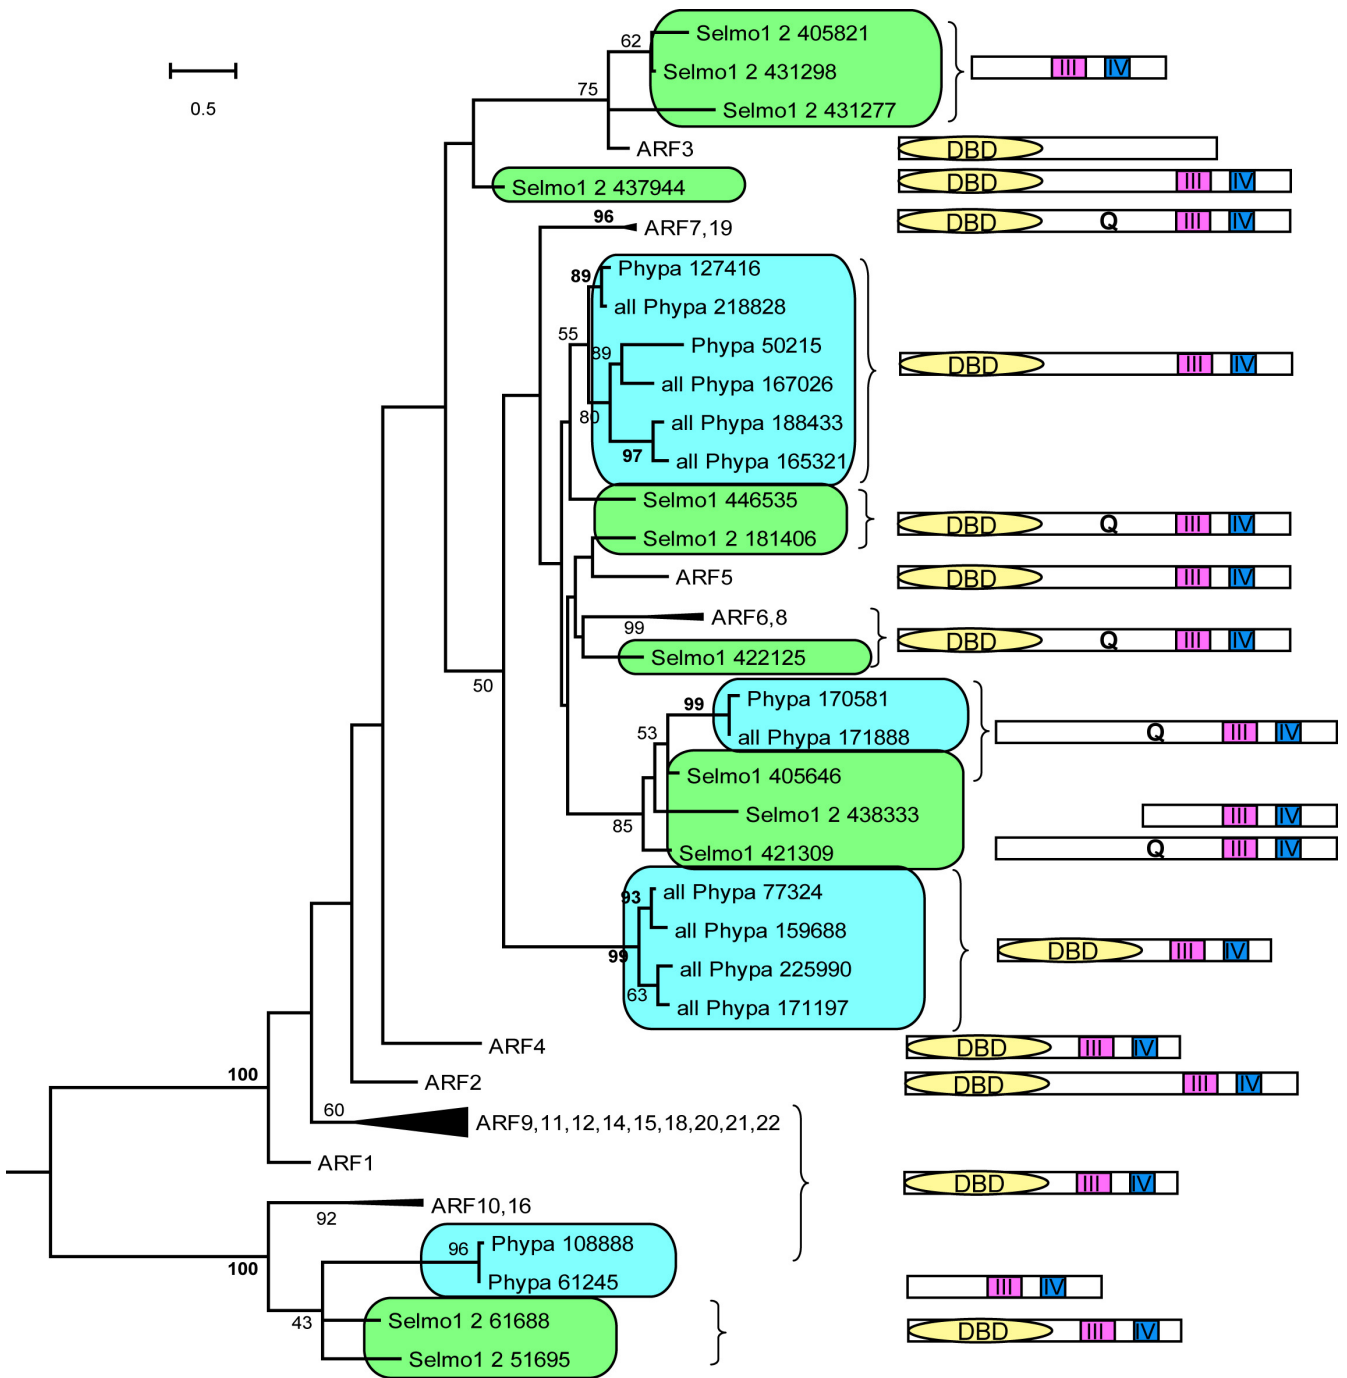 Selmo1 2 405821
62
Selmo1 2 431298
III IV
0.5
75
Selmo1 2 431277
ARF3
DBD
Selmo1 2 437944
DBD III IV
96
ARF7,19
DBD Q III IV
Phypa 127416
89
all Phypa 218828
55
Phypa 50215
89
DBD III IV
all Phypa 167026
80
all Phypa 188433
97
all Phypa 165321
Selmo1 446535
DBD Q III IV
Selmo1 2 181406
ARF5
DBD III IV
ARF6,8
99
DBD Q III IV
Selmo1 422125
50
Phypa 170581
99
53
all Phypa 171888
Q III IV
Selmo1 405646
Selmo1 2 438333
III IV
85
Selmo1 421309
Q III IV
all Phypa 77324
93
all Phypa 159688
99
DBD III IV
all Phypa 225990
63
all Phypa 171197
ARF4
DBD III IV
100
ARF2
DBD III IV
60
ARF9,11,12,14,15,18,20,21,22
ARF1
DBD III IV
ARF10,16
92
Phypa 108888
96
100
Phypa 61245
III IV
Selmo1 2 61688
43
DBD III IV
Selmo1 2 51695